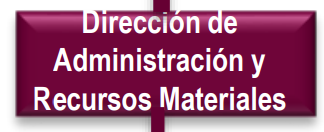 Dirección de
Administración y
Recursos Materiales